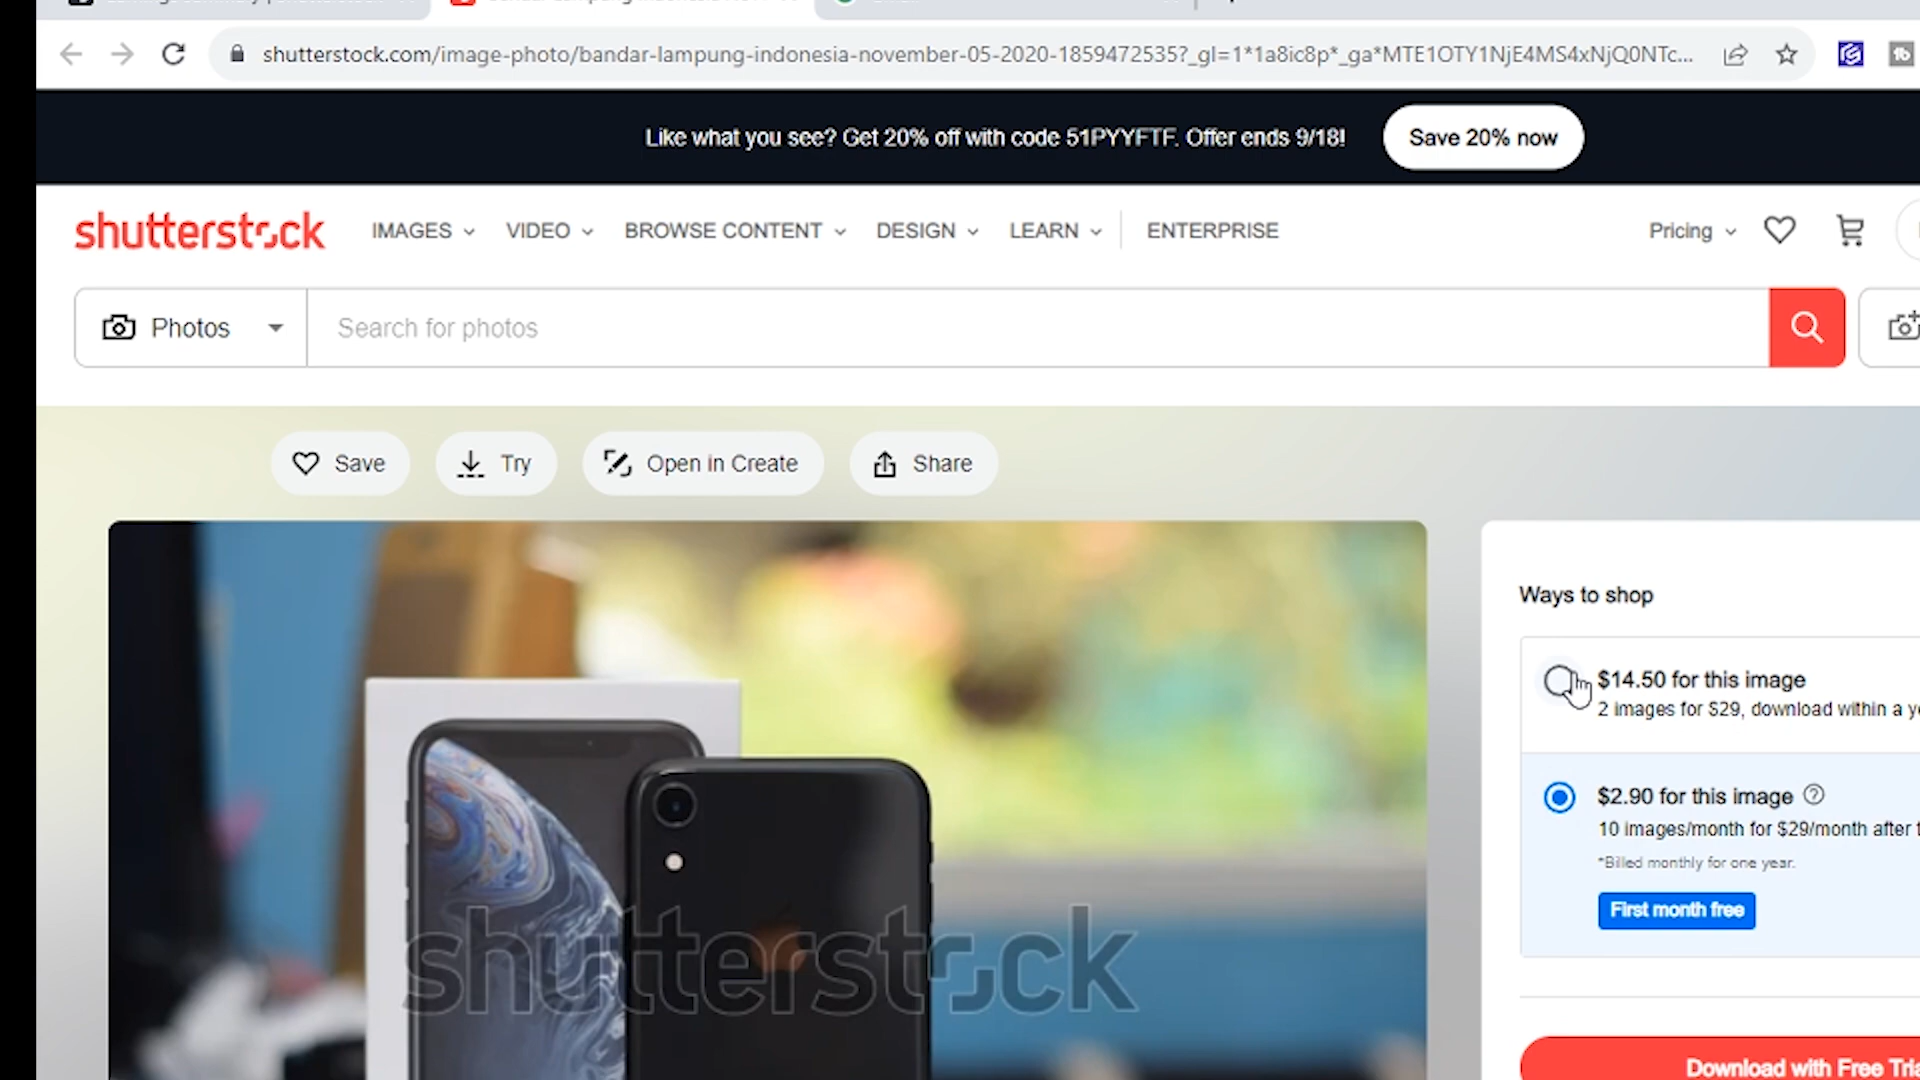 shutterstock.com/image-photo/bandar-lampung-indonesia-november-05-2020-1859472535?_gl=1*1a8ic8p*_ga*MTE1OTY1NjE4MS4xNjQ0NTc...
Like what you see? Get 20% off with code 51PYYFTF. Offer ends 9/18!
Save 20% now
shutterstock
IMAGES
VIDEO
BROWSE CONTENT
DESIGN
LEARN
ENTERPRISE
Pricing
Photos
Search for photos
Save
Try
Open in Create
Share
Ways to shop
$14.50 for this image
2 images for $29, download within a
$2.90 for this image
10 images/month for $29/month after
*Billed monthly for one year.
First month free
shutterstock
Download with Free